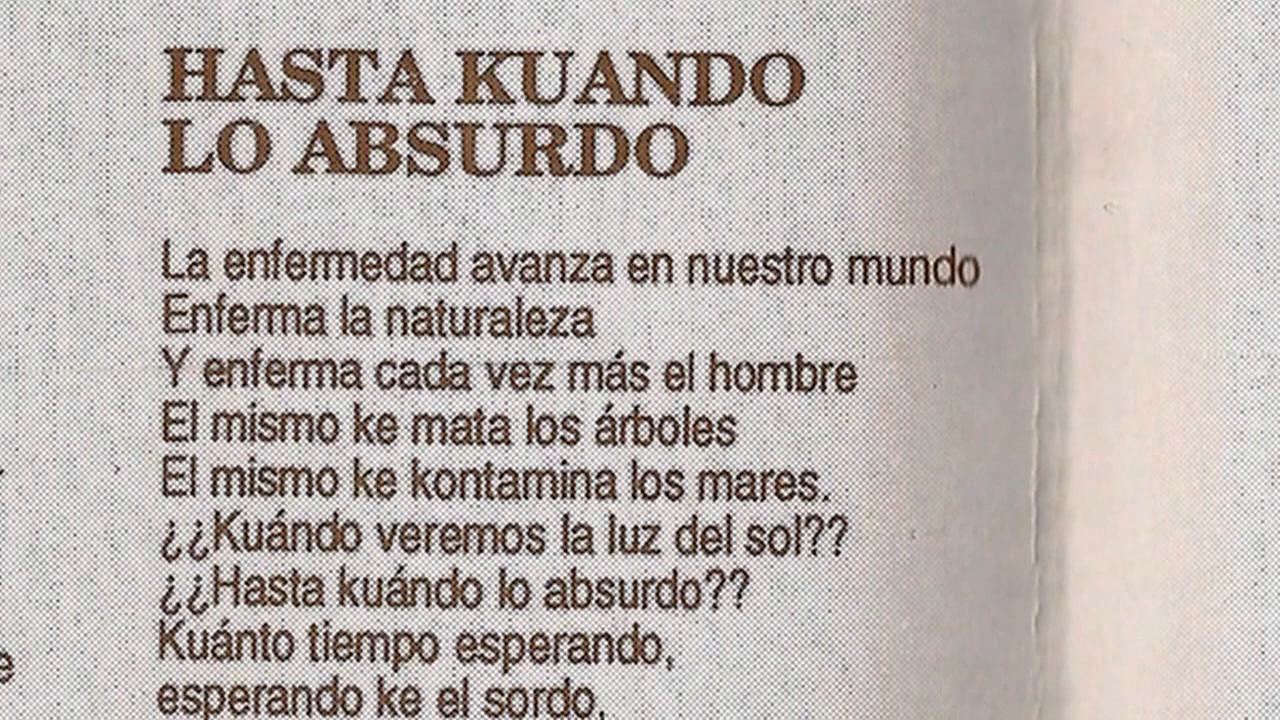 HASTA KUANDO
LO ABSURDO
La enfermedad avanza en nuestro mundo
Enferma la naturaleza
Y enferma cada vez más el hombre
El mismo ke mata los árboles
El mismo ke kontamina los mares.
¿¿Kuándo veremos la luz del sol??
¿¿Hasta kuándo lo absurdo??
Kuánto tiempo esperando,
esperando ke el sordo,